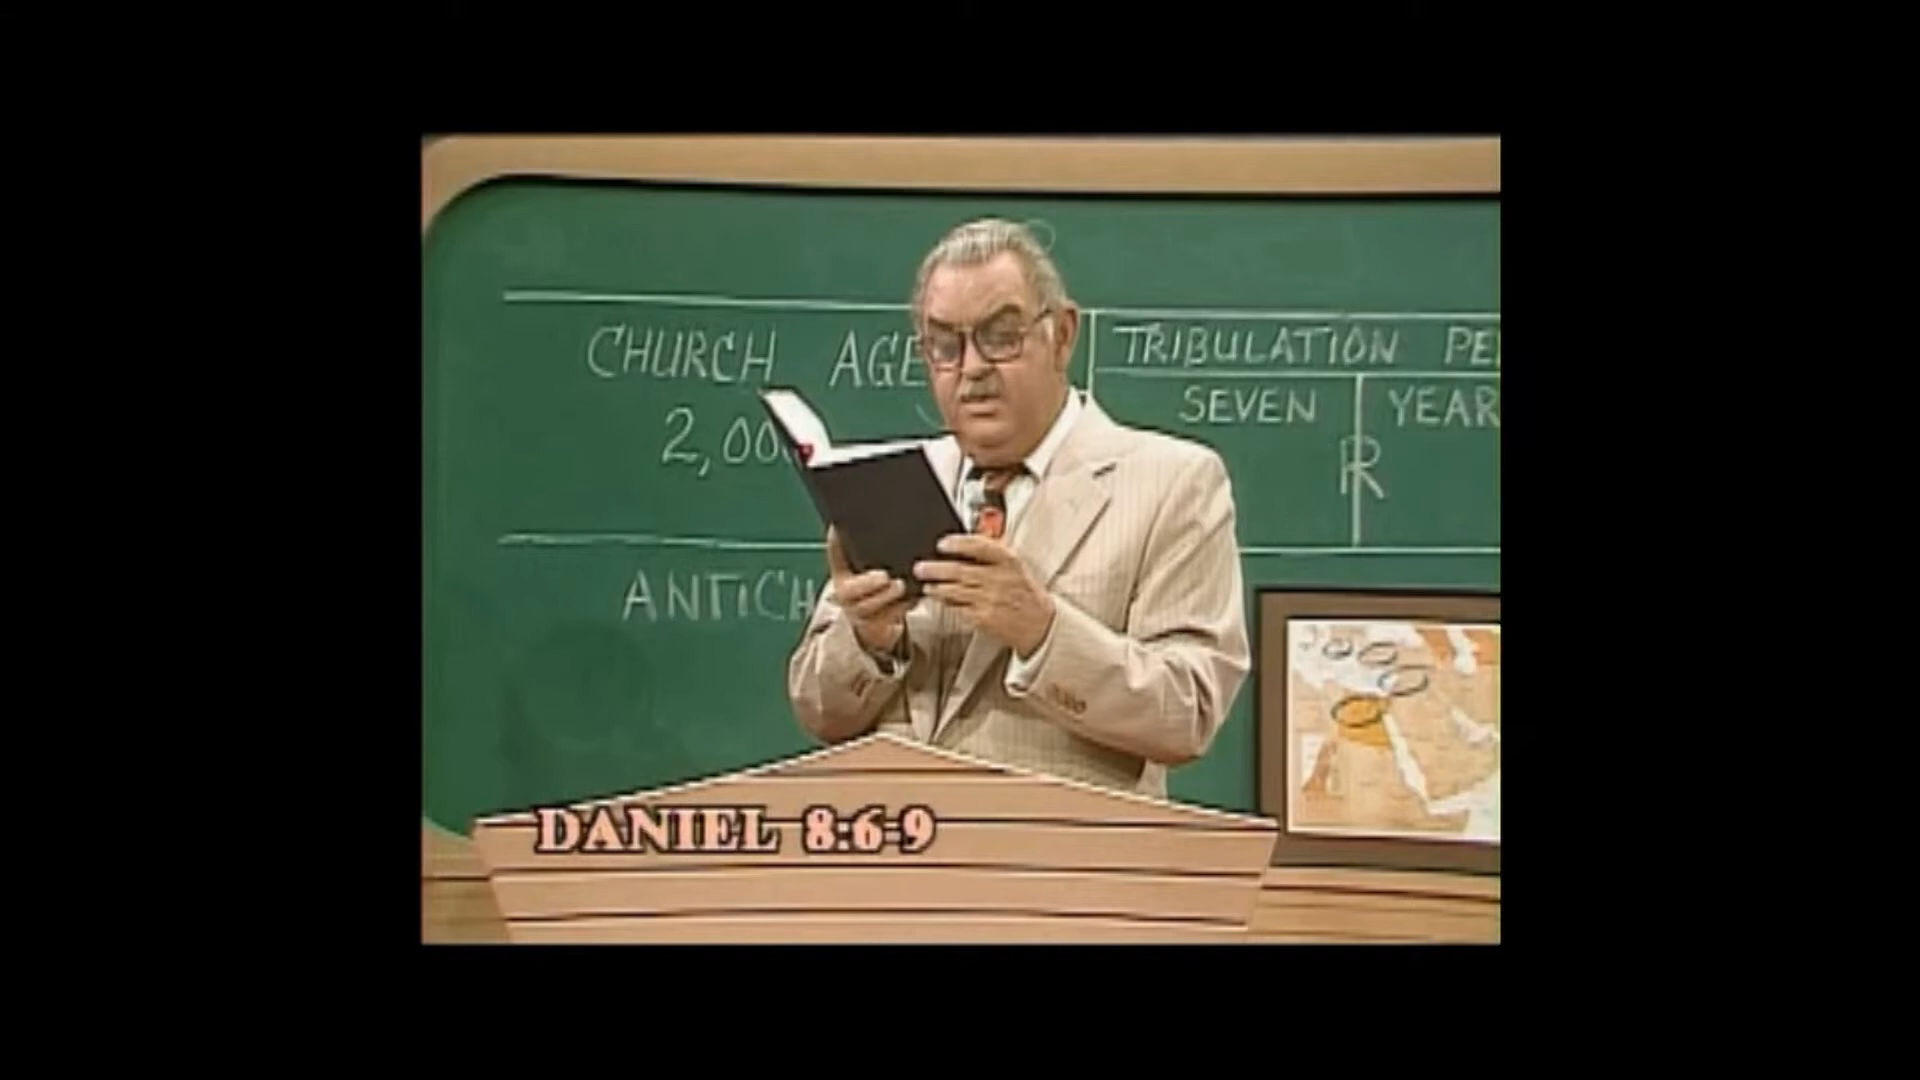 CHURCH AGE
2,00
TRIBULATION PE
SEVEN YEAR
R
ANTICH
DANIEL 8:6-9